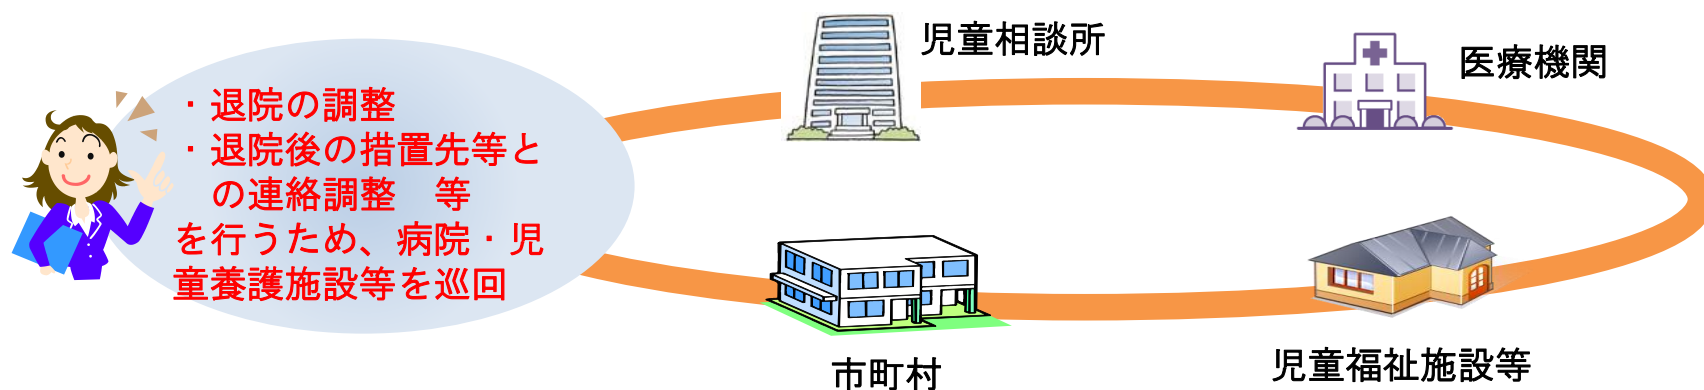 児童相談所
医療機関
・退院の調整
・退院後の措置先等と
の連絡調整　等
を行うため、病院・児
童養護施設等を巡回
市町村
児童福祉施設等